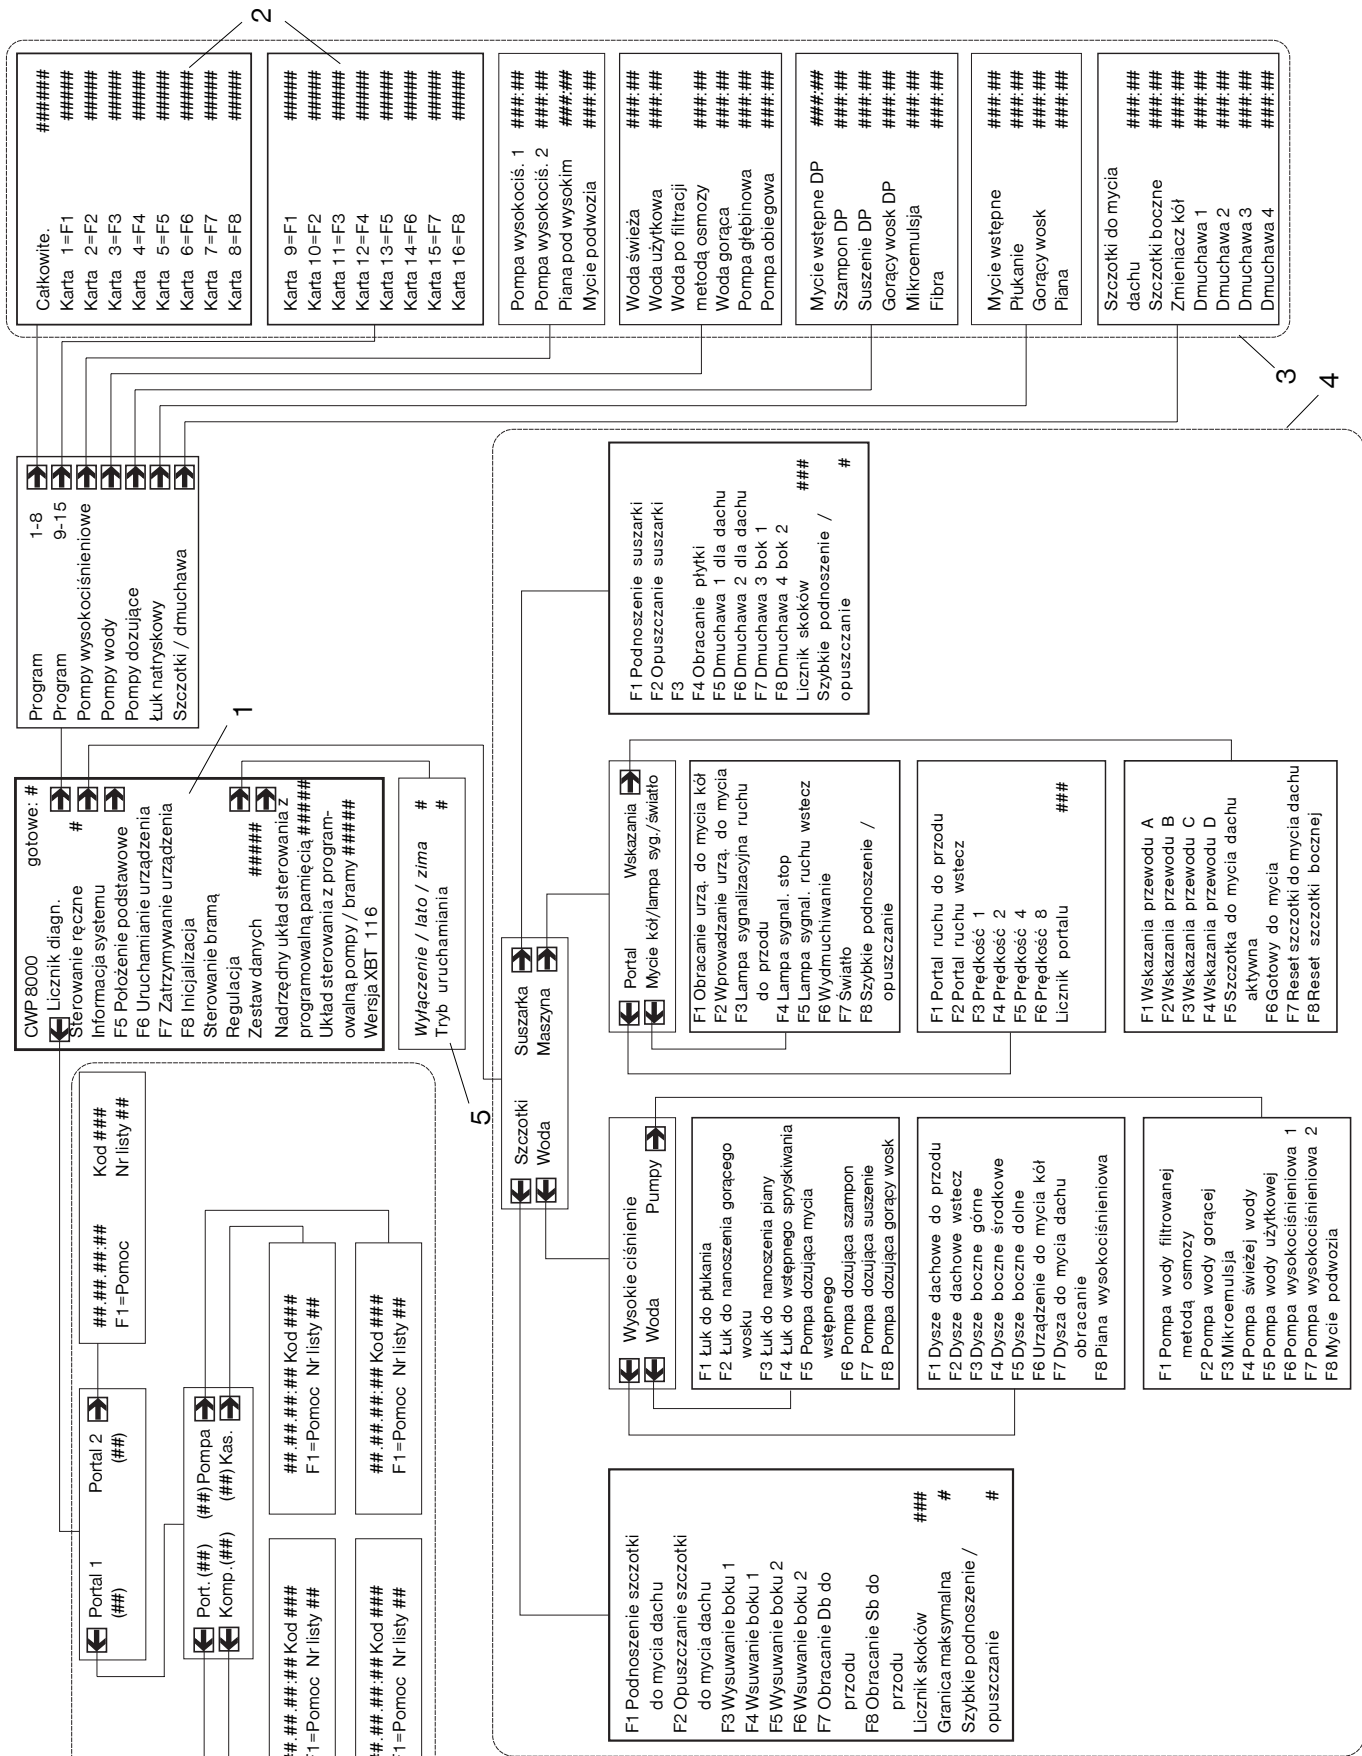 CWP 8000 gotowe: #
Licznik diagn.
Sterowanie ręczne #
Informacja systemu
F5 Położenie podstawowe
F6 Uruchamianie urządzenia
F7 Zatrzymywanie urządzenia
F8 Inicjalizacja
Sterowanie bramą
Regulacja
Zestaw danych #####
Nadrzędny układ sterowania z
programowalną pamięcią #####
Układ sterowania z program-
owalną pompy / bramy #####
Wersja XBT 116
1
Wyłączenie / lato / zima #
Tryb uruchamiania #
5
Program 1-8
Program 9-15
Pompy wysokociśnieniowe
Pompy wody
Pompy dozujące
Łuk natryskowy
Szczotki / dmuchawa
2
Całkowite. ######
Karta 1=F1 #####
Karta 2=F2 #####
Karta 3=F3 #####
Karta 4=F4 #####
Karta 5=F5 #####
Karta 6=F6 #####
Karta 7=F7 #####
Karta 8=F8 #####
Karta 9=F1 #####
Karta 10=F2 #####
Karta 11=F3 #####
Karta 12=F4 #####
Karta 13=F5 #####
Karta 14=F6 #####
Karta 15=F7 #####
Karta 16=F8 #####
Pompa wysokociś. 1 ###:##
Pompa wysokociś. 2 ###:##
Piana pod wysokim ###:##
Mycie podwozia ###:##
Woda świeża ###:##
Woda użytkowa ###:##
Woda po filtracji
metodą osmozy ###:##
Woda gorąca ###:##
Pompa głębinowa ###:##
Pompa obiegowa ###:##
Mycie wstępne DP ###:##
Szampon DP ###:##
Suszenie DP ###:##
Gorący wosk DP ###:##
Mikroemulsja ###:##
Fibra ###:##
Mycie wstępne ###:##
Płukanie ###:##
Gorący wosk ###:##
Piana ###:##
Szczotki do mycia
dachu ###:##
Szczotki boczne ###:##
Zmieniacz kół ###:##
Dmuchawa 1 ###:##
Dmuchawa 2 ###:##
Dmuchawa 3 ###:##
Dmuchawa 4 ###:##
3
4
Portal 1 Portal 2
(##) (##)
##.##.##:## Kod ###
F1=Pomoc Nr listy ##
Port. (##) (##) Pompa
Komp.(##) (##) Kas.
##.##.##:## Kod ###
F1=Pomoc Nr listy ##
##.##.##:## Kod ###
F1=Pomoc Nr listy ##
#.##.##:## Kod ###
1=Pomoc Nr listy ##
#.##.##:## Kod ###
1=Pomoc Nr listy ##
Szczotki Suszarka
Woda Maszyna
F1 Podnoszenie szczotki
do mycia dachu
F2 Opuszczanie szczotki
do mycia dachu
F3 Wysuwanie boku 1
F4 Wsuwanie boku 1
F5 Wysuwanie boku 2
F6 Wsuwanie boku 2
F7 Obracanie Db do
przodu
F8 Obracanie Sb do
przodu
Licznik skoków ###
Granica maksymalna #
Szybkie podnoszenie /
opuszczanie #
Wysokie ciśnienie
Woda Pumpy
F1 Łuk do płukania
F2 Łuk do nanoszenia gorącego
wosku
F3 Łuk do nanoszenia piany
F4 Łuk do wstępnego spryskiwania
F5 Pompa dozująca mycia
wstępnego
F6 Pompa dozująca szampon
F7 Pompa dozująca suszenie
F8 Pompa dozująca gorący wosk
F1 Dysze dachowe do przodu
F2 Dysze dachowe wstecz
F3 Dysze boczne górne
F4 Dysze boczne środkowe
F5 Dysze boczne dolne
F6 Urządzenie do mycia kół
F7 Dysza do mycia dachu
obracanie
F8 Piana wysokociśnieniowa
F1 Pompa wody filtrowanej
metodą osmozy
F2 Pompa wody gorącej
F3 Mikroemulsja
F4 Pompa świeżej wody
F5 Pompa wody użytkowej
F6 Pompa wysokociśnieniowa 1
F7 Pompa wysokociśnieniowa 2
F8 Mycie podwozia
Portal Wskazania
Mycie kół/lampa syg./światło
F1 Obracanie urzą. do mycia kół
F2 Wprowadzanie urzą. do mycia
F3 Lampa sygnalizacyjna ruchu
do przodu
F4 Lampa sygnal. stop
F5 Lampa sygnal. ruchu wstecz
F6 Wydmuchiwanie
F7 Światło
F8 Szybkie podnoszenie /
opuszczanie
F1 Portal ruchu do przodu
F2 Portal ruchu wstecz
F3 Prędkość 1
F4 Prędkość 2
F5 Prędkość 4
F6 Prędkość 8
Licznik portalu ###
F1 Wskazania przewodu A
F2 Wskazania przewodu B
F3 Wskazania przewodu C
F4 Wskazania przewodu D
F5 Szczotka do mycia dachu
aktywna
F6 Gotowy do mycia
F7 Reset szczotki do mycia dachu
F8 Reset szczotki bocznej
F1 Podnoszenie suszarki
F2 Opuszczanie suszarki
F3
F4 Obracanie płytki
F5 Dmuchawa 1 dla dachu
F6 Dmuchawa 2 dla dachu
F7 Dmuchawa 3 bok 1
F8 Dmuchawa 4 bok 2
Licznik skoków ###
Szybkie podnoszenie /
opuszczanie #